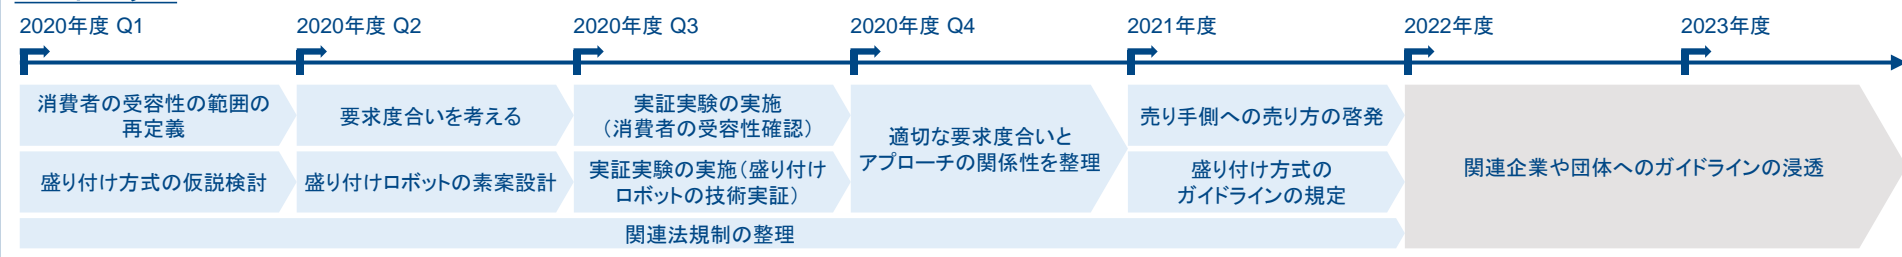 2020年度 Q1
2020年度 Q2
2020年度 Q3
2020年度 Q4
2021年度
2022年度
2023年度
消費者の受容性の範囲の
再定義
要求度合いを考える
実証実験の実施
（消費者の受容性確認）
適切な要求度合いと
アプローチの関係性を整理
売り手側への売り方の啓発
関連企業や団体へのガイドラインの浸透
盛り付け方式の仮説検討
盛り付けロボットの素案設計
実証実験の実施（盛り付け
ロボットの技術実証）
盛り付け方式の
ガイドラインの規定
関連法規制の整理